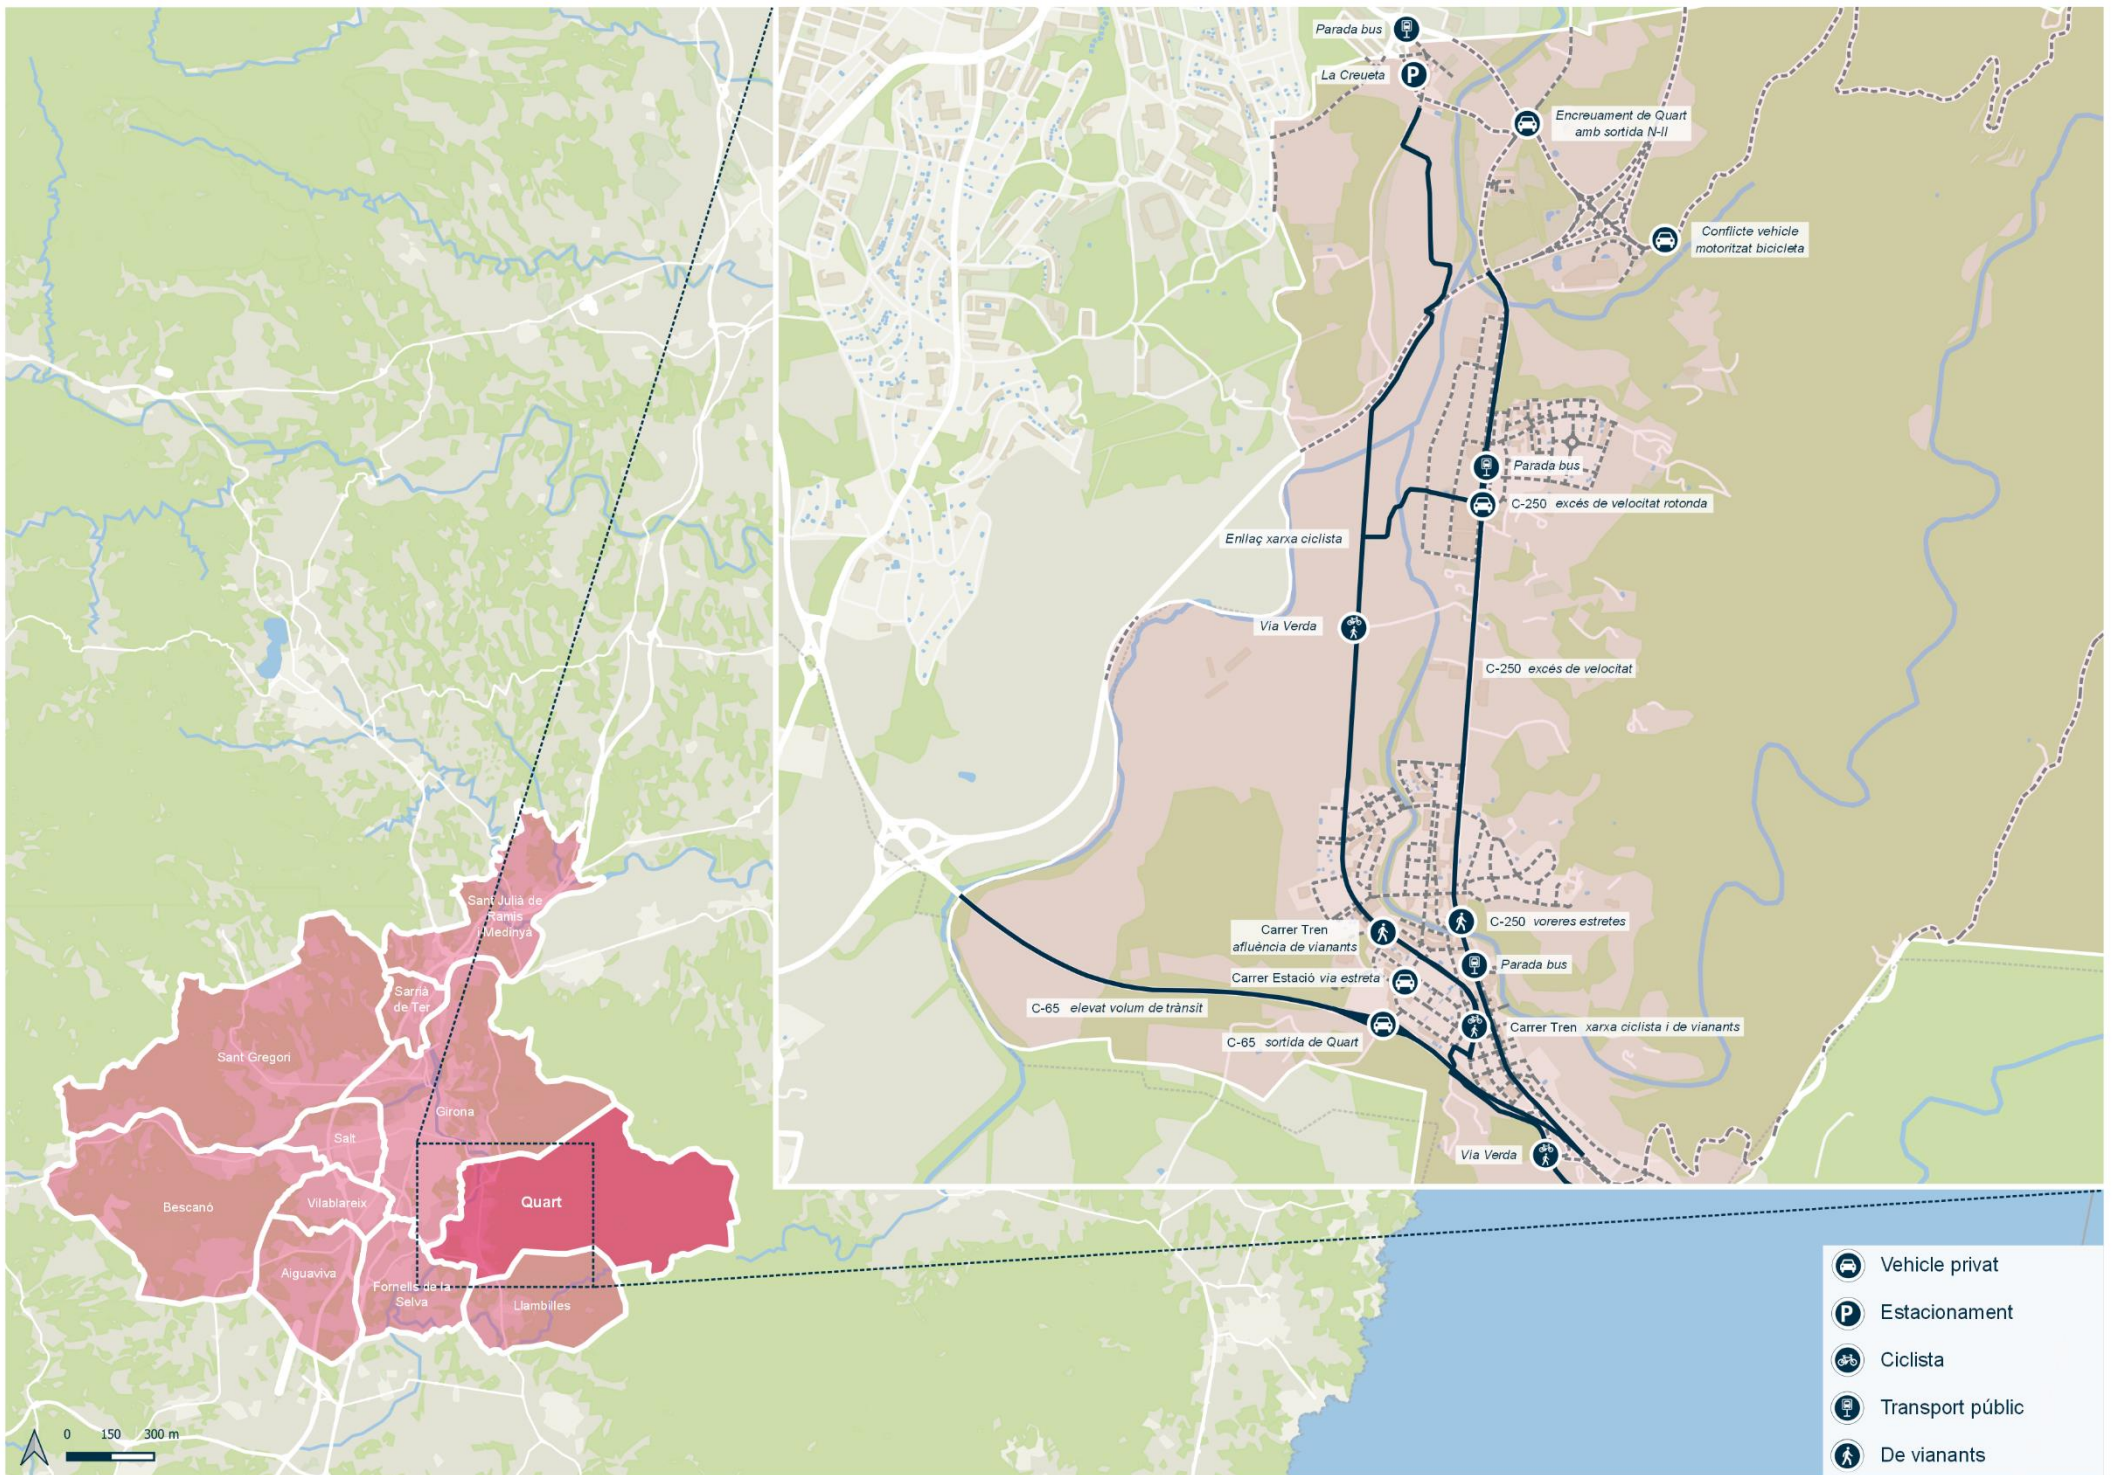 Parada bus
La Creueta
Encreuament de Quart
amb sortida N-II
Conflicte vehicle
motoritzat bicicleta
Parada bus
C-250 excés de velocitat rotonda
Enllaç xarxa ciclista
Via Verda
C-250 excés de velocitat
C-250 voreres estretes
Carrer Tren
afluència de vianants
Parada bus
Carrer Estació via estreta
C-65 elevat volum de trànsit
Carrer Tren xarxa ciclista i de vianants
C-65 sortida de Quart
Via Verda
Sant Julià de
Ramis
i Medinyà
Sarrià
de Ter
Sant Gregori
Girona
Salt
Bescanó
Vilablareix
Quart
Aiguaviva
Fornells de la
Selva
Llambilles
0 150 300 m
P
Vehicle privat
P Estacionament
Ciclista
Transport públic
De vianants